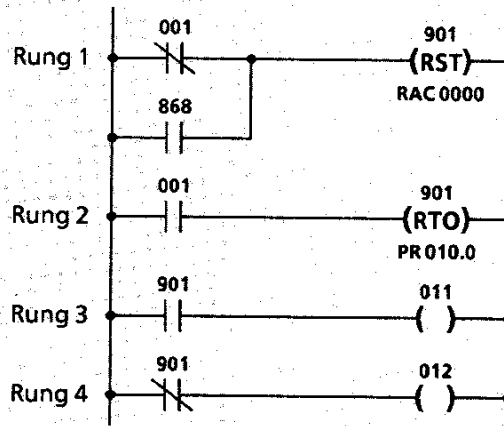 001 901
Rung 1 (RST)
RAC 0000
868
001 901
Rung 2 (RTO)
PR 010.0
901 011
Rung 3 ( )
901 012
Rung 4 ( )